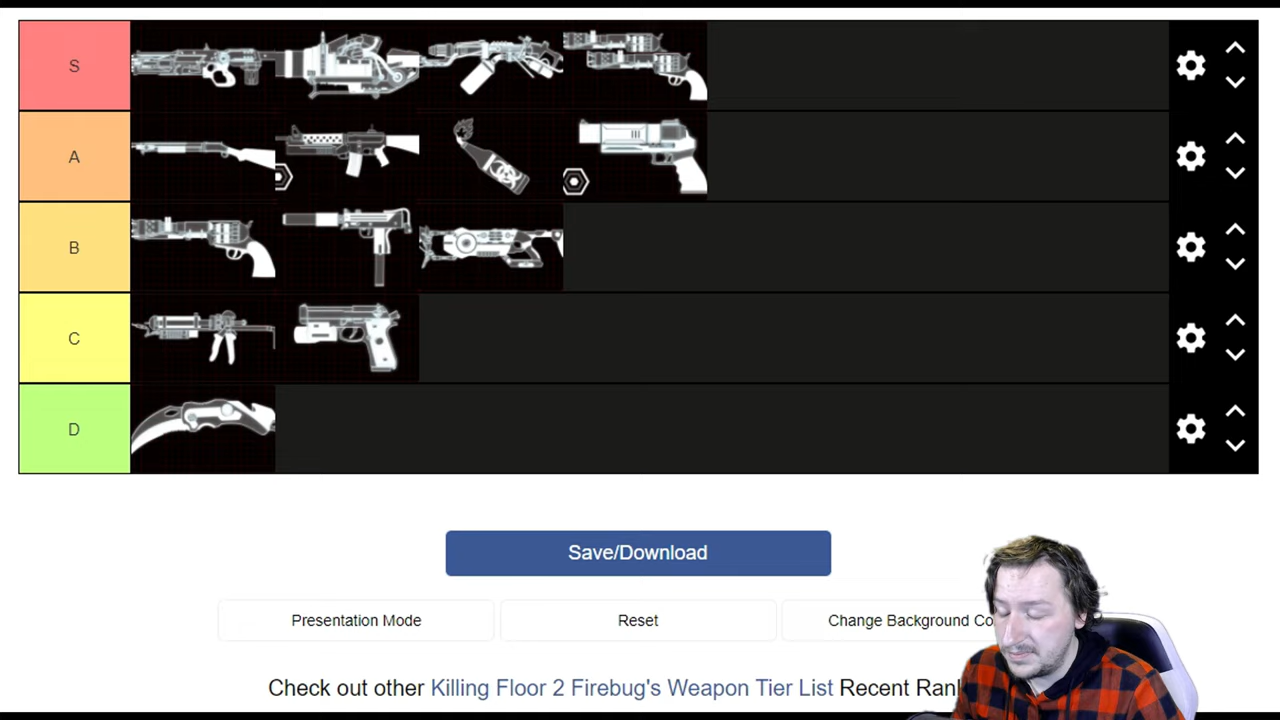 S
A
B
C
D
Save/Download
Presentation Mode
Reset
Change Background Co
Check out other Killing Floor 2 Firebug's Weapon Tier List Recent Ran